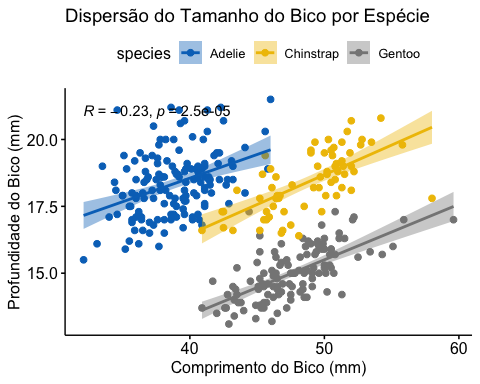 Dispersão do Tamanho do Bico por Espécie
species Adelie Chinstrap Gentoo
R = −0.23, p = 2.5e-05
Profundidade do Bico (mm)
20.0
17.5
15.0
40 50 60
Comprimento do Bico (mm)